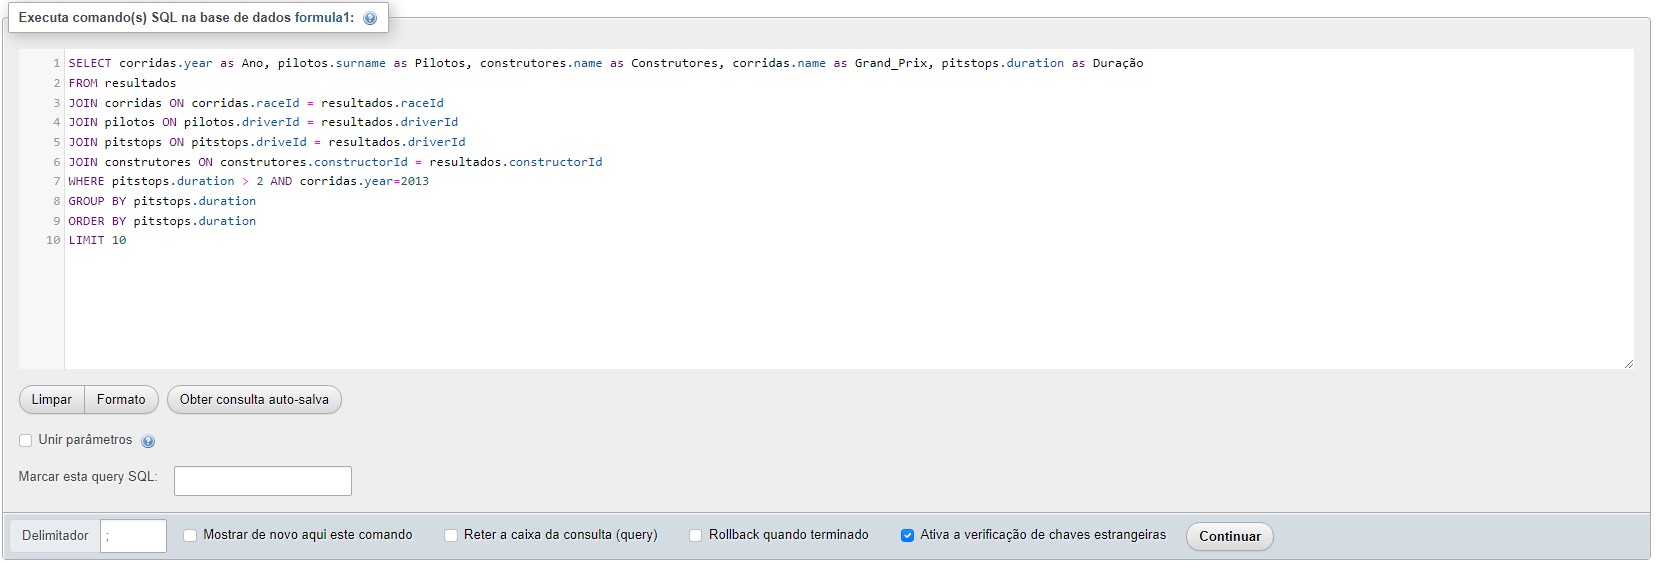 Executa comando(s) SQL na base de dados formula1:
1 SELECT corridas.year as Ano, pilotos.surname as Pilotos, construtores.name as Construtores, corridas.name as Grand_Prix, pitstops.duration as Duração
2 FROM resultados
3 JOIN corridas ON corridas.raceId = resultados.raceId
4 JOIN pilotos ON pilotos.driverId = resultados.driverId
5 JOIN pitstops ON pitstops.driveId = resultados.driverId
6 JOIN construtores ON construtores.constructorId = resultados.constructorId
7 WHERE pitstops.duration > 2 AND corridas.year=2013
8 GROUP BY pitstops.duration
9 ORDER BY pitstops.duration
10 LIMIT 10
Limpar Formato Obter consulta auto-salva
Unir parâmetros
Marcar esta query SQL:
Delimitador ; Mostrar de novo aqui este comando Reter a caixa da consulta (query) Rollback quando terminado Ativa a verificação de chaves estrangeiras Continuar